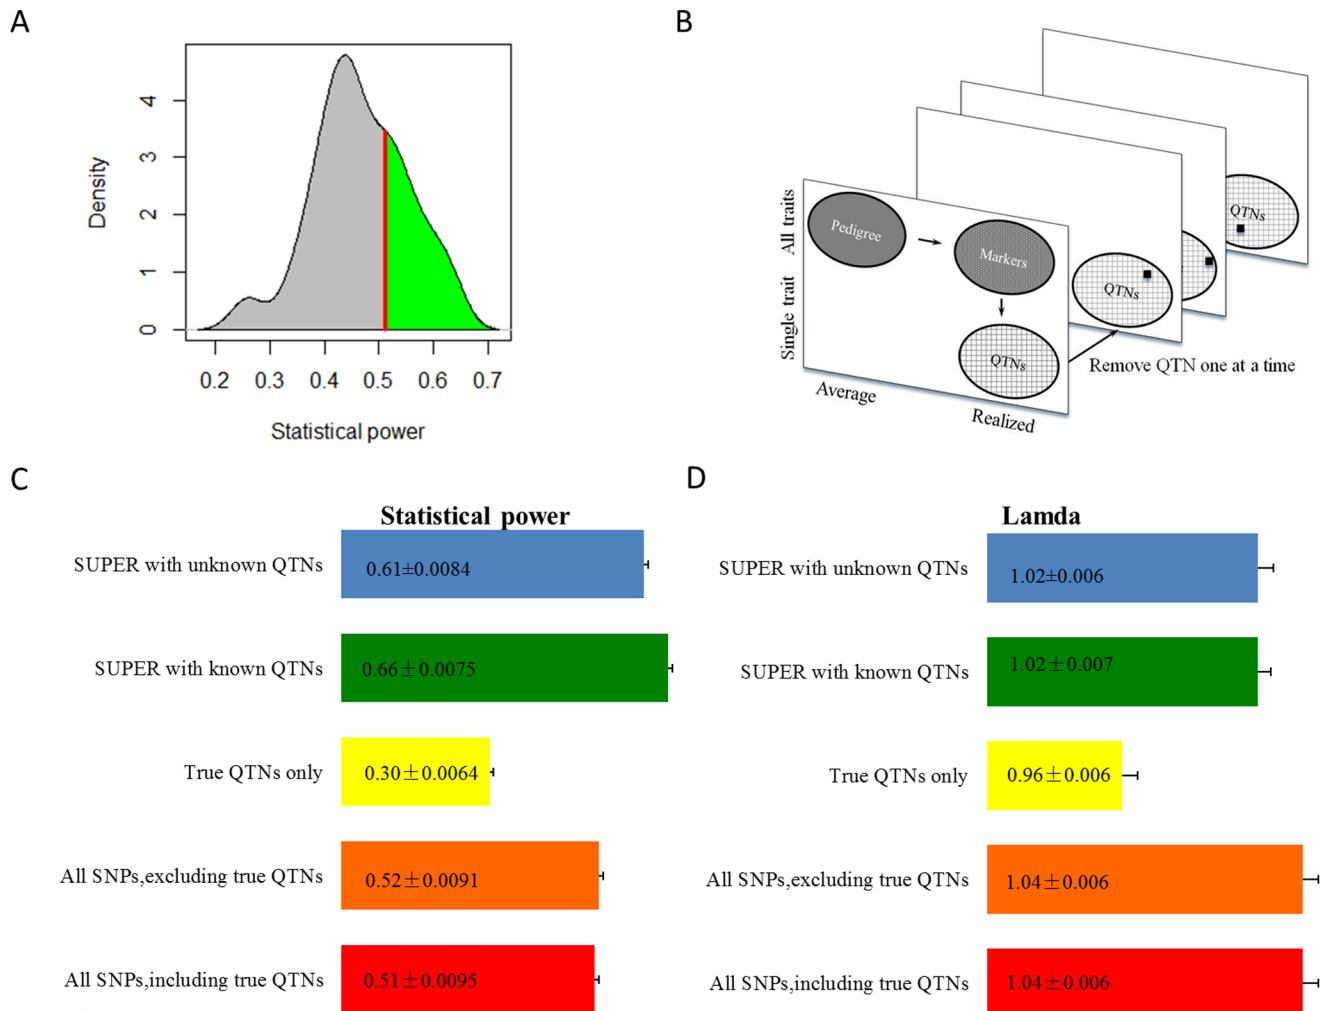 A
4
3
2
1
0
Density
0.2 0.3 0.4 0.5 0.6 0.7
Statistical power
B
All traits
Single trait
Pedigree
Markers
QTNs
QTNs
QTNs
Average
Realized
Remove QTN one at a time
C
Statistical power
SUPER with unknown QTNs
0.61±0.0084
SUPER with known QTNs
0.66±0.0075
True QTNs only
0.30±0.0064
All SNPs,excluding true QTNs
0.52±0.0091
All SNPs,including true QTNs
0.51±0.0095
D
Lamda
SUPER with unknown QTNs
1.02±0.006
SUPER with known QTNs
1.02±0.007
True QTNs only
0.96±0.006
All SNPs,excluding true QTNs
1.04±0.006
All SNPs,including true QTNs
1.04±0.006